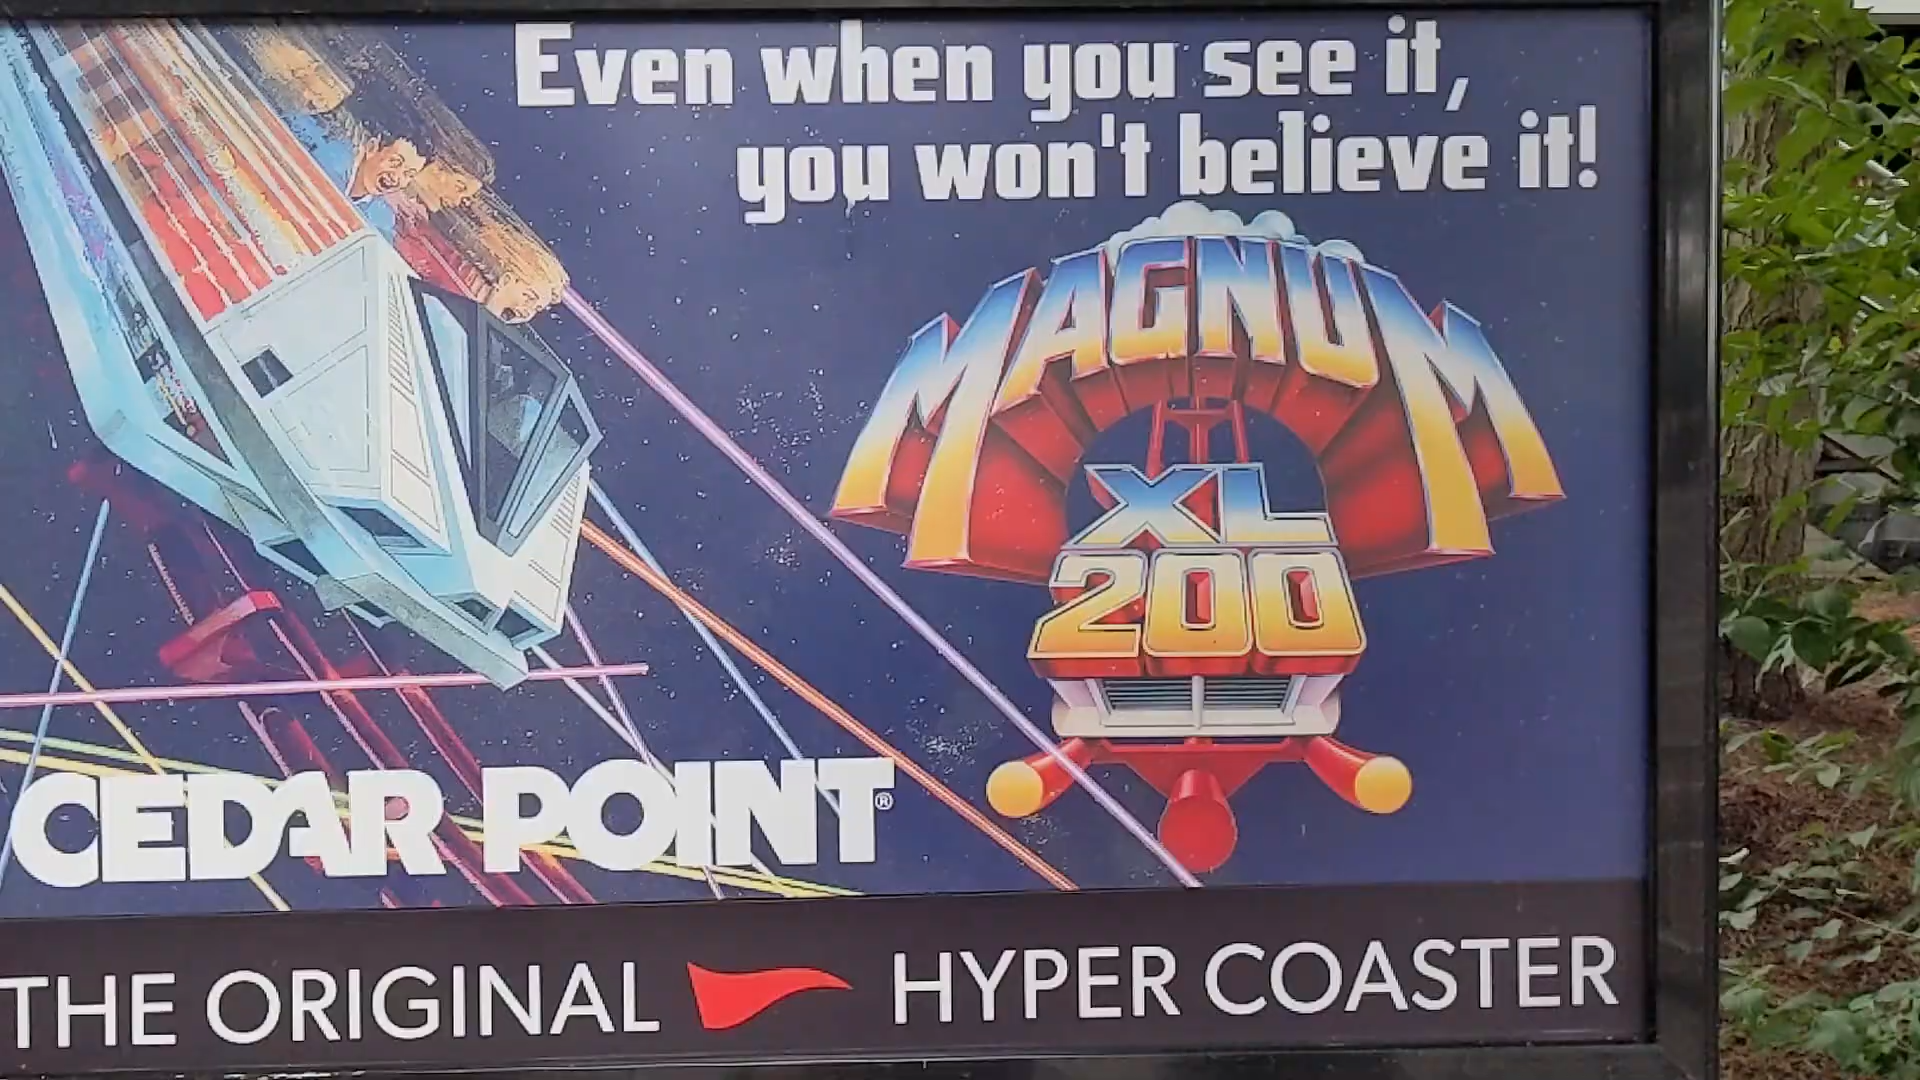 Even when you see it,
you won't believe it!
MAGNUM
XL
200
CEDAR POINT®
THE ORIGINAL HYPER COASTER